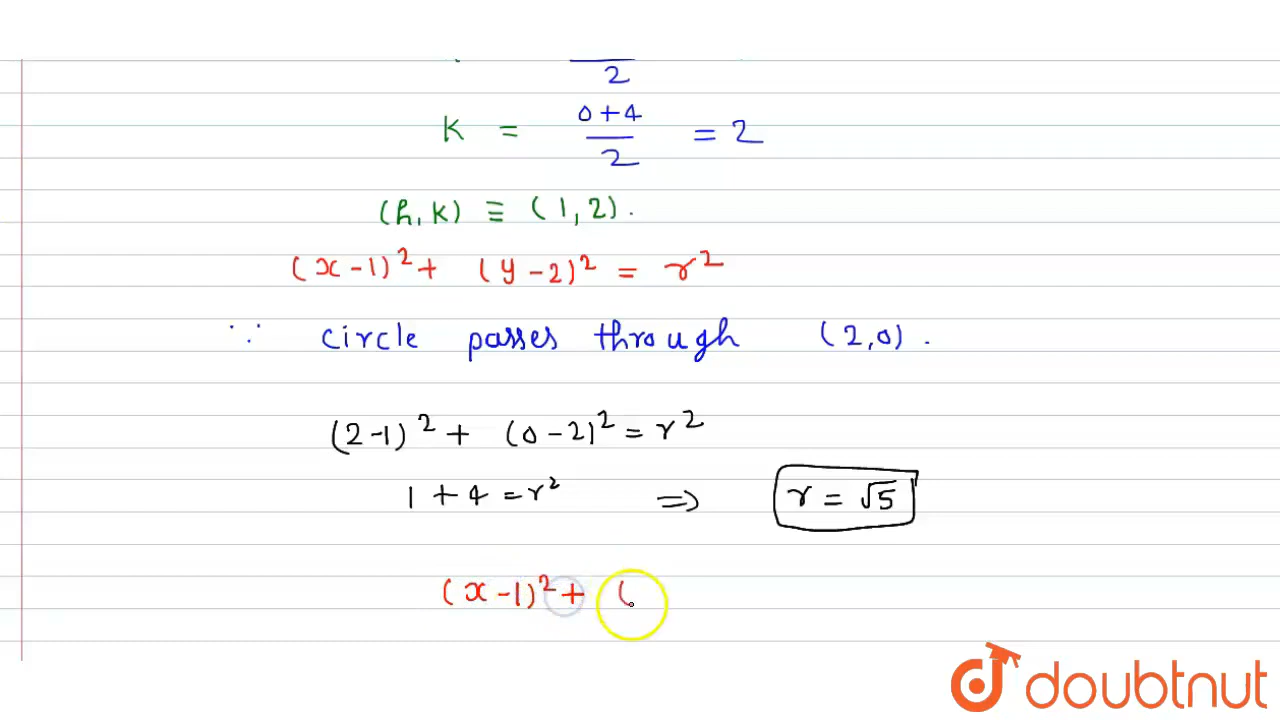 2
K = 0+4/2 = 2
(h,K) ≡ (1,2).
(x-1)²+ (y-2)² = r²
∵ circle passes through (2,0).
(2-1)²+ (0-2)²=r²
1+4=r² => r=√5
(x-1)²+ (
doubtnut